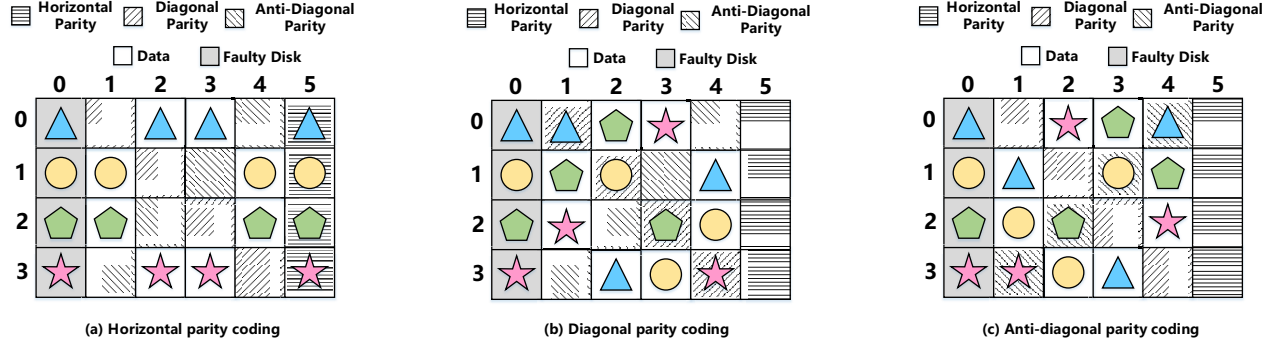 Horizontal Parity
Diagonal Parity
Anti-Diagonal Parity
Data
Faulty Disk
0 1 2 3 4 5
0
1
2
3
(a) Horizontal parity coding
Horizontal Parity
Diagonal Parity
Anti-Diagonal Parity
Data
Faulty Disk
0 1 2 3 4 5
0
1
2
3
(b) Diagonal parity coding
Horizontal Parity
Diagonal Parity
Anti-Diagonal Parity
Data
Faulty Disk
0 1 2 3 4 5
0
1
2
3
(c) Anti-diagonal parity coding